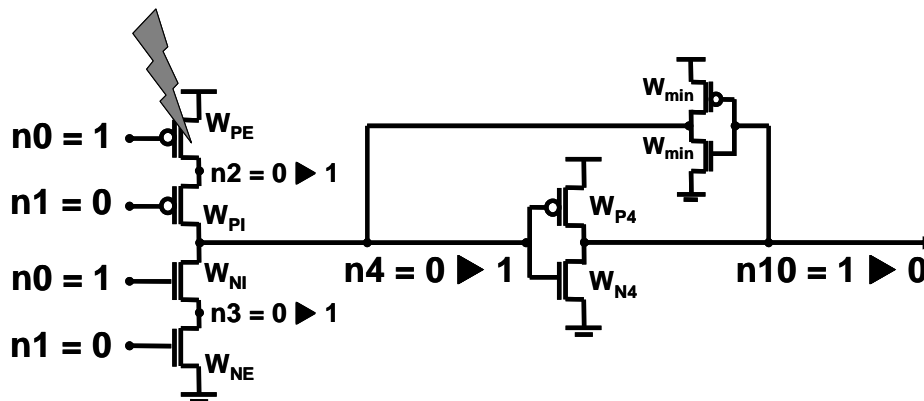 W_PE
n0 = 1
n2 = 0 ► 1
n1 = 0
W_PI
n0 = 1
W_NI
n3 = 0 ► 1
n1 = 0
W_NE
n4 = 0 ► 1
W_P4
W_N4
W_min
W_min
n10 = 1 ► 0